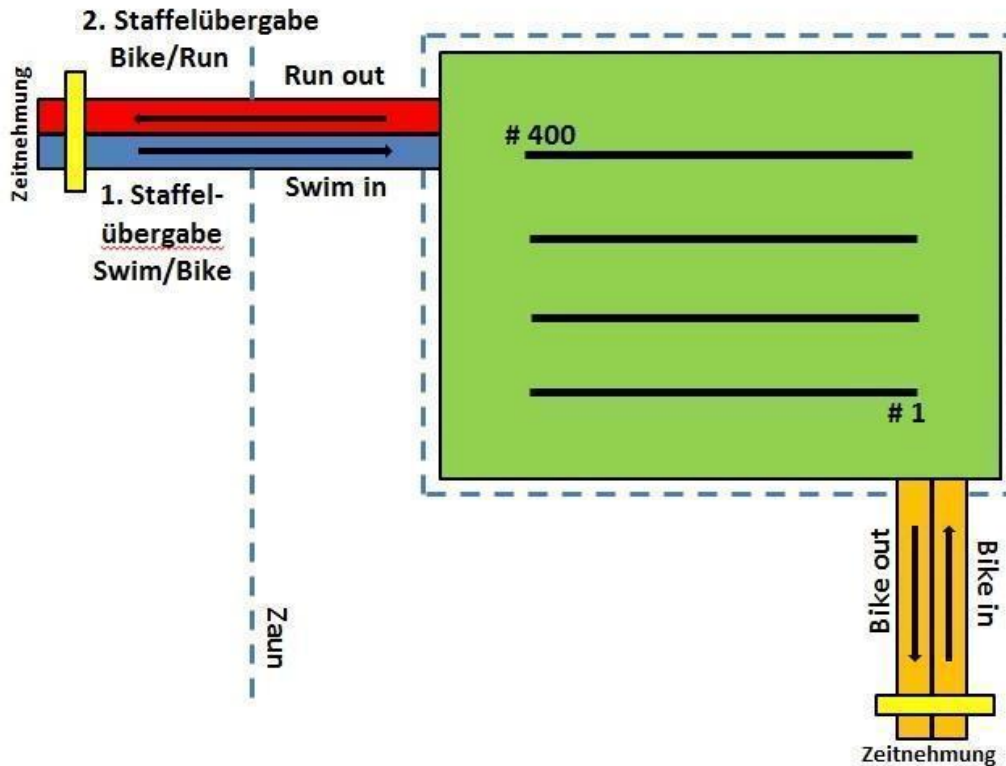 2. Staffelübergabe
Bike/Run
Run out
Zeitnehmung
# 400
Swim in
1. Staffel-
übergabe
Swim/Bike
# 1
Zaun
Bike out
Bike in
Zeitnehmung